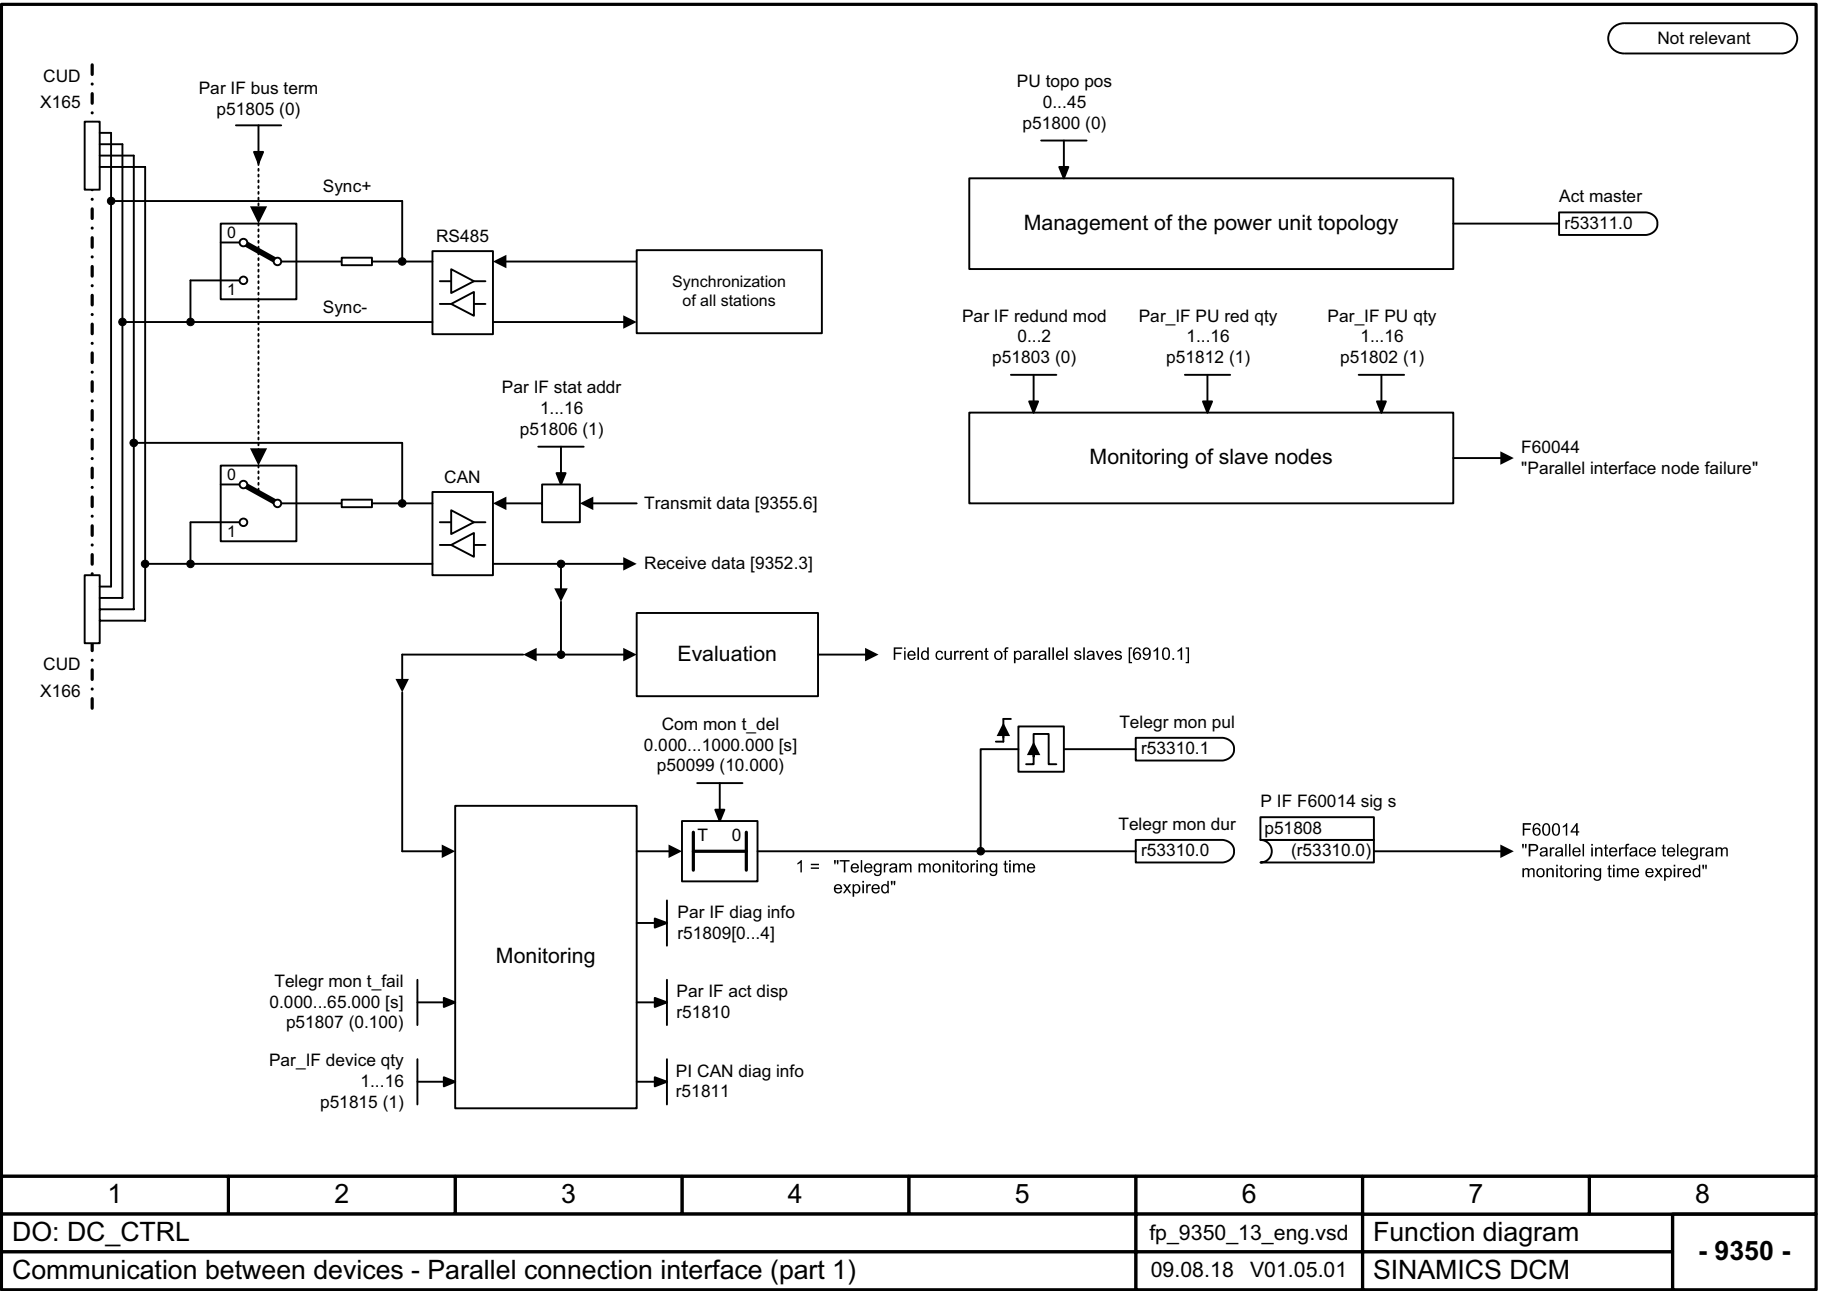 Not relevant
CUD
X165
Par IF bus term
p51805 (0)
PU topo pos
0...45
p51800 (0)
Sync+
0
1
Sync-
RS485
Synchronization
of all stations
Management of the power unit topology
Act master
r53311.0
Par IF redund mod
0...2
p51803 (0)
Par_IF PU red qty
1...16
p51812 (1)
Par_IF PU qty
1...16
p51802 (1)
Monitoring of slave nodes
F60044
"Parallel interface node failure"
Par IF stat addr
1...16
p51806 (1)
0
1
CAN
Transmit data [9355.6]
Receive data [9352.3]
Evaluation
Field current of parallel slaves [6910.1]
CUD
X166
Com mon t_del
0.000...1000.000 [s]
p50099 (10.000)
T 0
1 = "Telegram monitoring time
expired"
Telegr mon pul
r53310.1
Telegr mon dur
r53310.0
P IF F60014 sig s
p51808
(r53310.0)
F60014
"Parallel interface telegram
monitoring time expired"
Monitoring
Par IF diag info
r51809[0...4]
Telegr mon t_fail
0.000...65.000 [s]
p51807 (0.100)
Par IF act disp
r51810
Par_IF device qty
1...16
p51815 (1)
PI CAN diag info
r51811
1 2 3 4 5 6 7 8
DO: DC_CTRL
fp_9350_13_eng.vsd
Function diagram
- 9350 -
Communication between devices - Parallel connection interface (part 1)
09.08.18 V01.05.01
SINAMICS DCM